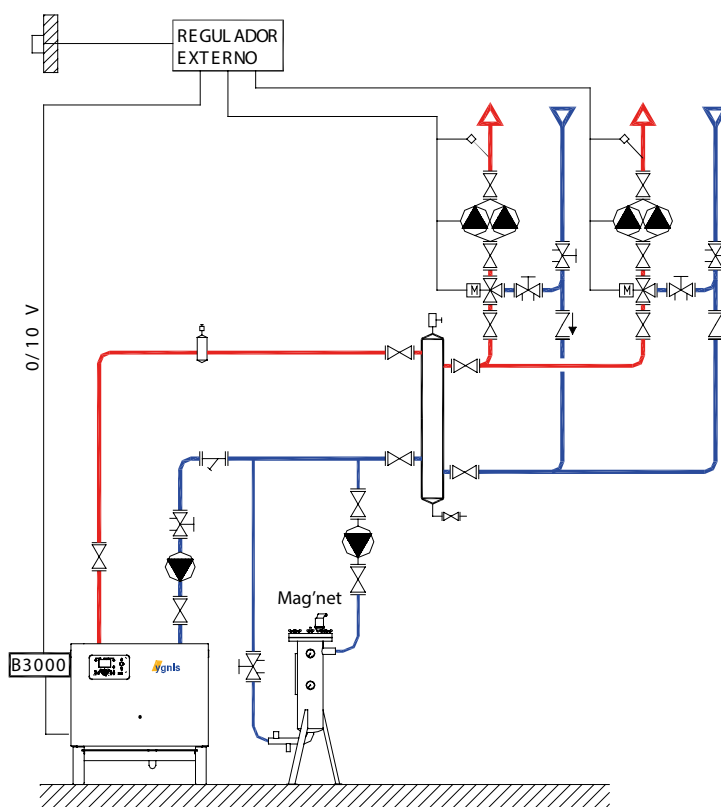 REGULADOR
EXTERNO
0/10 V
M
M
Mag'net
B3000
ygnis